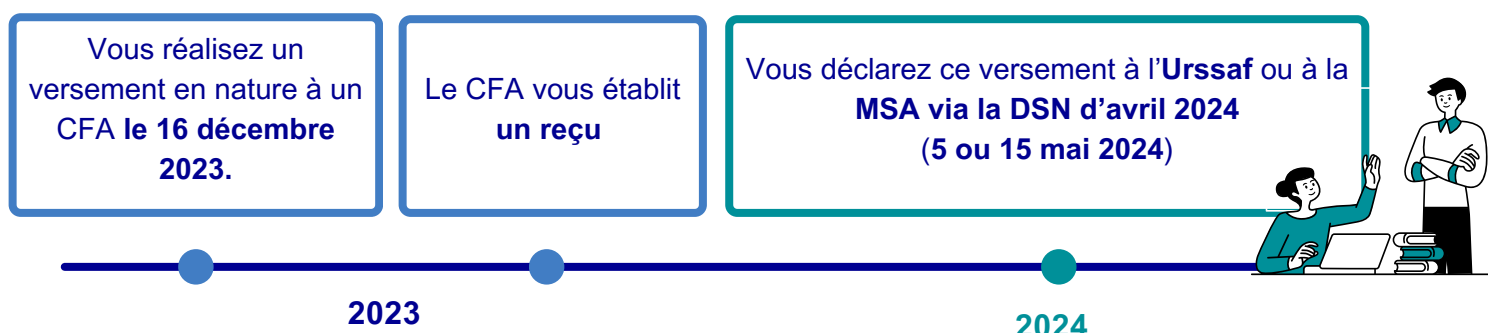 Vous réalisez un
versement en nature à un
CFA le 16 décembre
2023.
Le CFA vous établit
un reçu
Vous déclarez ce versement à l’Urssaf ou à la
MSA via la DSN d’avril 2024
(5 ou 15 mai 2024)
2023
2024